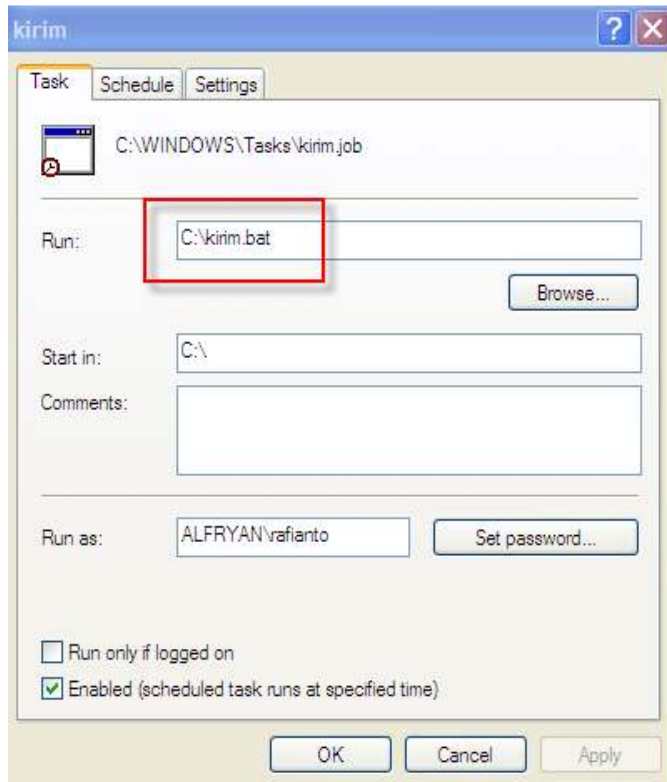 kirim
Task Schedule Settings
C:\WINDOWS\Tasks\kirim.job
Run: C:\kirim.bat
Browse...
Start in: C:\
Comments:
Run as: ALFRYAN\rafianto Set password...
Run only if logged on
Enabled (scheduled task runs at specified time)
OK Cancel Apply